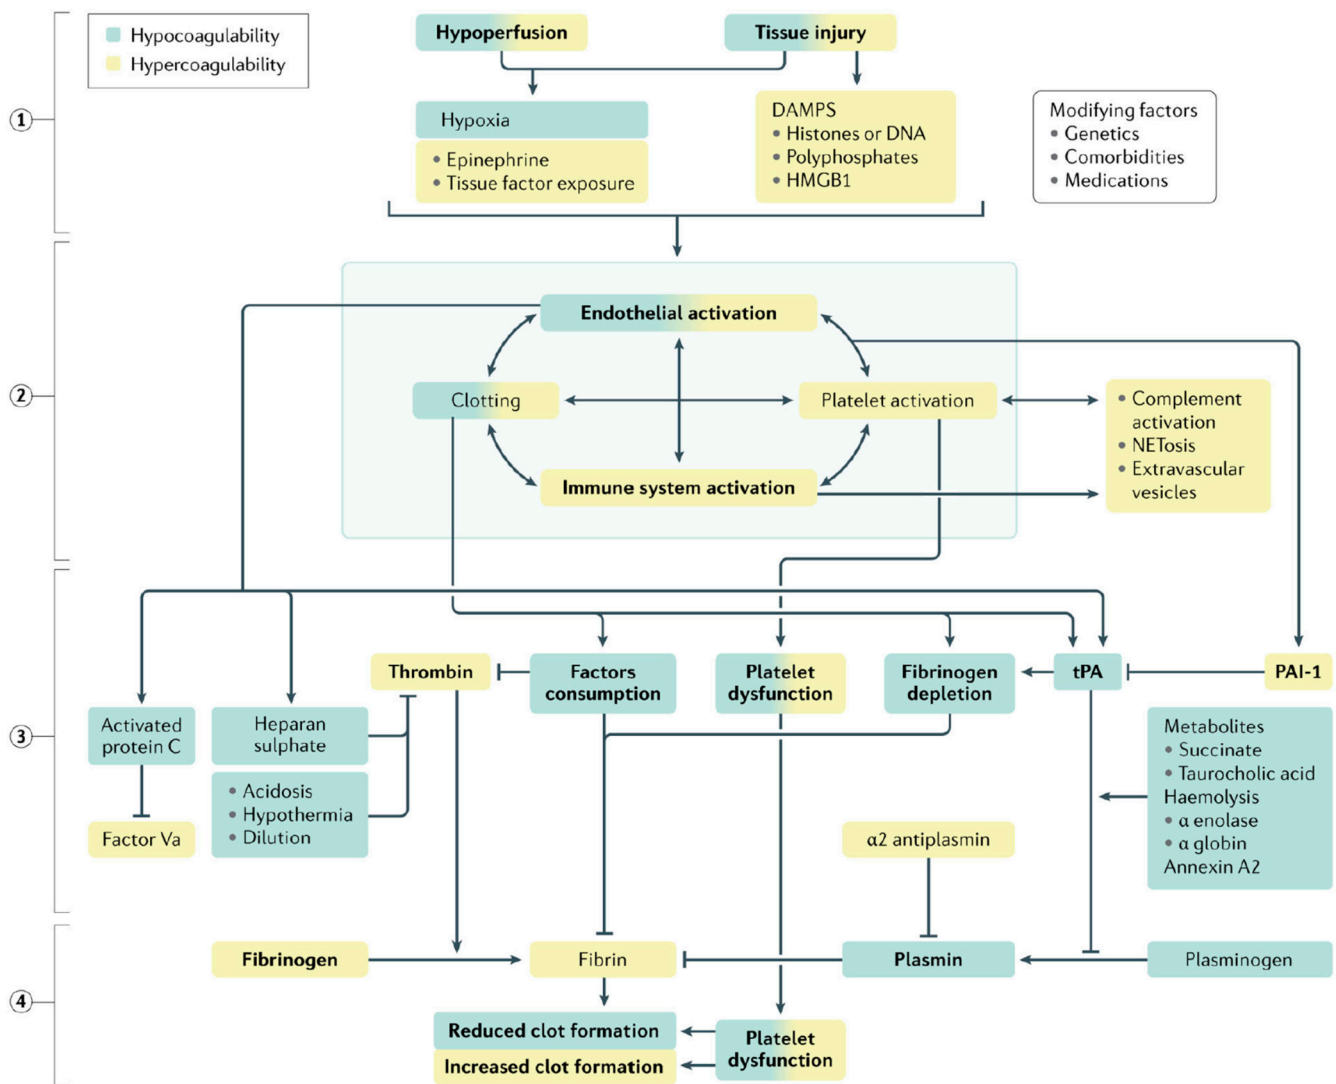 Hypocoagulability
Hypercoagulability
Hypoperfusion
Tissue injury
1
Hypoxia
• Epinephrine
• Tissue factor exposure
DAMPS
• Histones or DNA
• Polyphosphates
• HMGB1
Modifying factors
• Genetics
• Comorbidities
• Medications
2
Endothelial activation
Clotting
Platelet activation
Immune system activation
• Complement
activation
• NETosis
• Extravascular
vesicles
3
Thrombin
Factors
consumption
Platelet
dysfunction
Fibrinogen
depletion
tPA
PAI-1
Activated
protein C
Heparan
sulphate
• Acidosis
• Hypothermia
• Dilution
Factor Va
Metabolites
• Succinate
• Taurocholic acid
Haemolysis
• α enolase
• α globin
Annexin A2
α2 antiplasmin
4
Fibrinogen
Fibrin
Plasmin
Plasminogen
Reduced clot formation
Increased clot formation
Platelet
dysfunction